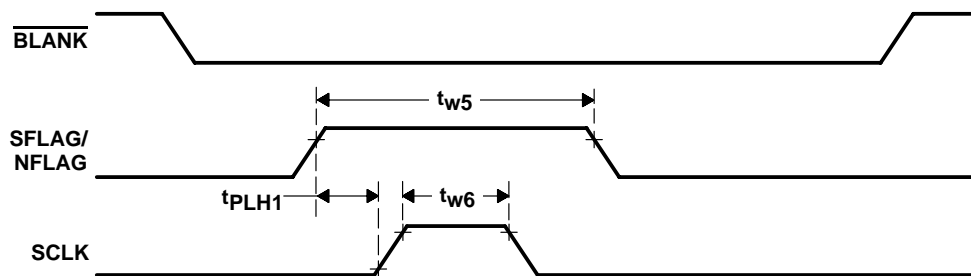 BLANK
tw5
SFLAG/
NFLAG
tPLH1
tw6
SCLK